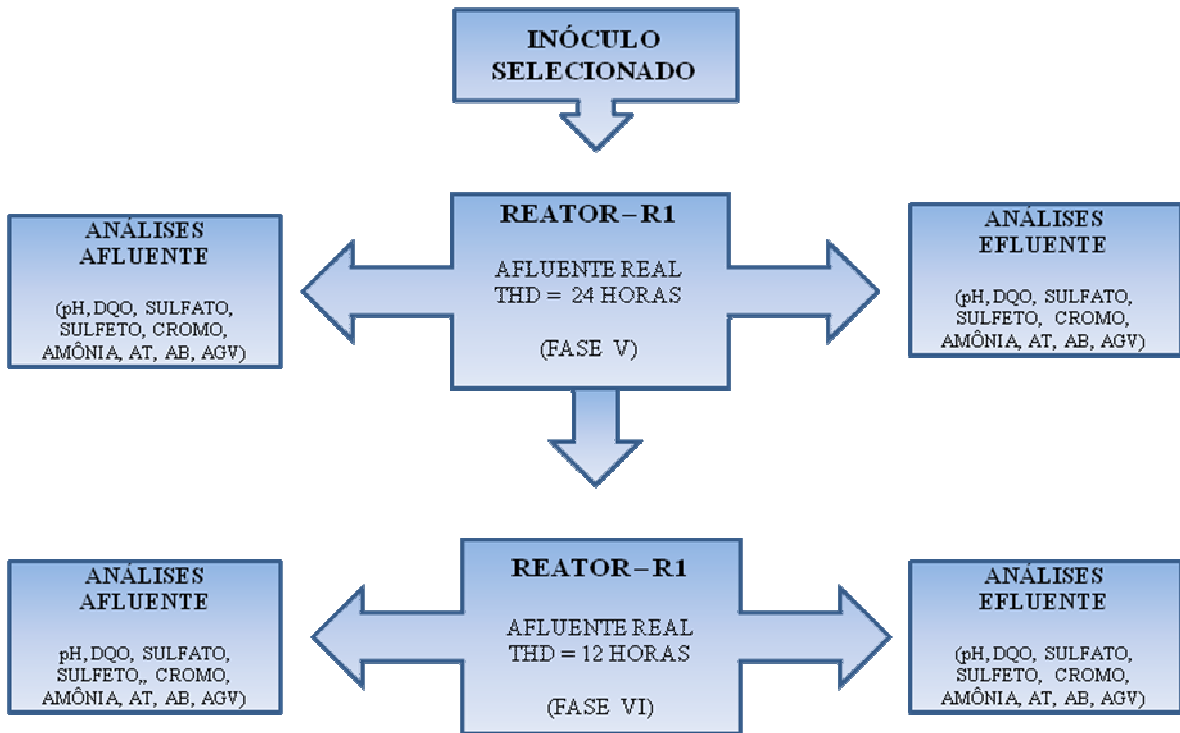 INÓCULO
SELECIONADO
REATOR – R1
AFLUENTE REAL
THD = 24 HORAS
(FASE V)
ANÁLISES
AFLUENTE
(pH, DQO, SULFATO,
SULFETO, CROMO,
AMÔNIA, AT, AB, AGV)
ANÁLISES
EFLUENTE
(pH, DQO, SULFATO,
SULFETO, CROMO,
AMÔNIA, AT, AB, AGV)
REATOR – R1
AFLUENTE REAL
THD = 12 HORAS
(FASE VI)
ANÁLISES
AFLUENTE
pH, DQO, SULFATO,
SULFETO,, CROMO,
AMÔNIA, AT, AB, AGV)
ANÁLISES
EFLUENTE
(pH, DQO, SULFATO,
SULFETO, CROMO,
AMÔNIA, AT, AB, AGV)